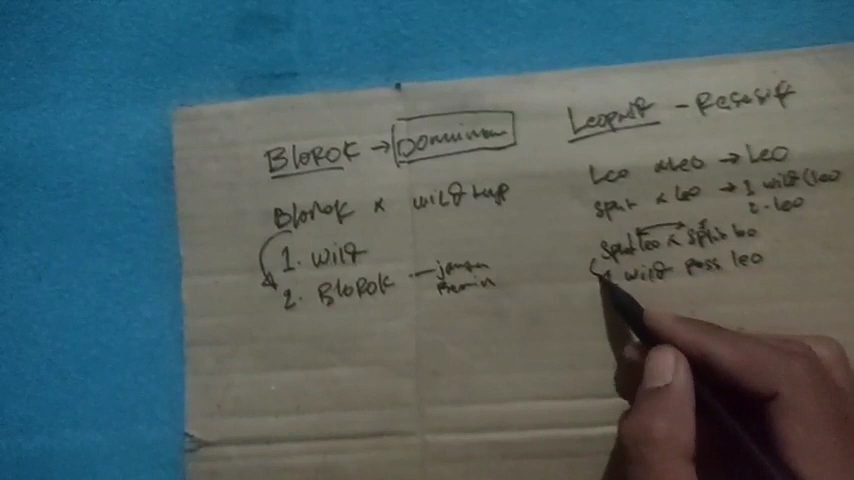 BLOROK → Dominan
Blorok x wild type
1. wild
2. BLOROK — jantan
- Resesif
Leo x Leo → Leo
split x Leo → 1 wild (Leo
2. Leo
split leo x split leo
1 wild poss leo